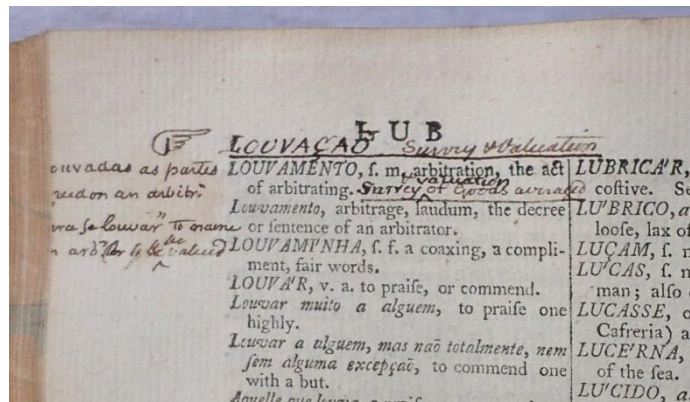 LUB
LOUVAÇAÕ Survey & Valuation
LOUVAMENTO, ſ. m. arbitration, the act
of arbitrating. Survey & Valuation of Goods
Louvamento, arbitrage, laudum, the decree
or ſentence of an arbitrator.
LOUVAMI'NHA, ſ. f. a coaxing, a compli-
ment, fair words.
LOUVA'R, v. a. to praiſe, or commend.
Louvar muito a alguem, to praiſe one
highly.
Louvar a alguem, mas naõ totalmente, nem
ſem alguma excepçaõ, to commend one
with a but.
as partes
on an arbitr.
ſe louvar" To name
valued
LUBRICA'R,
coſtive. Se
LU'BRICO, a
looſe, lax of
LUÇAM, ſ. m
LU'CAS, ſ. m
man; alſo
LUCASSE, o
Cafreria) a
LUCE'RNA,
of the ſea.
LU'CIDO, a